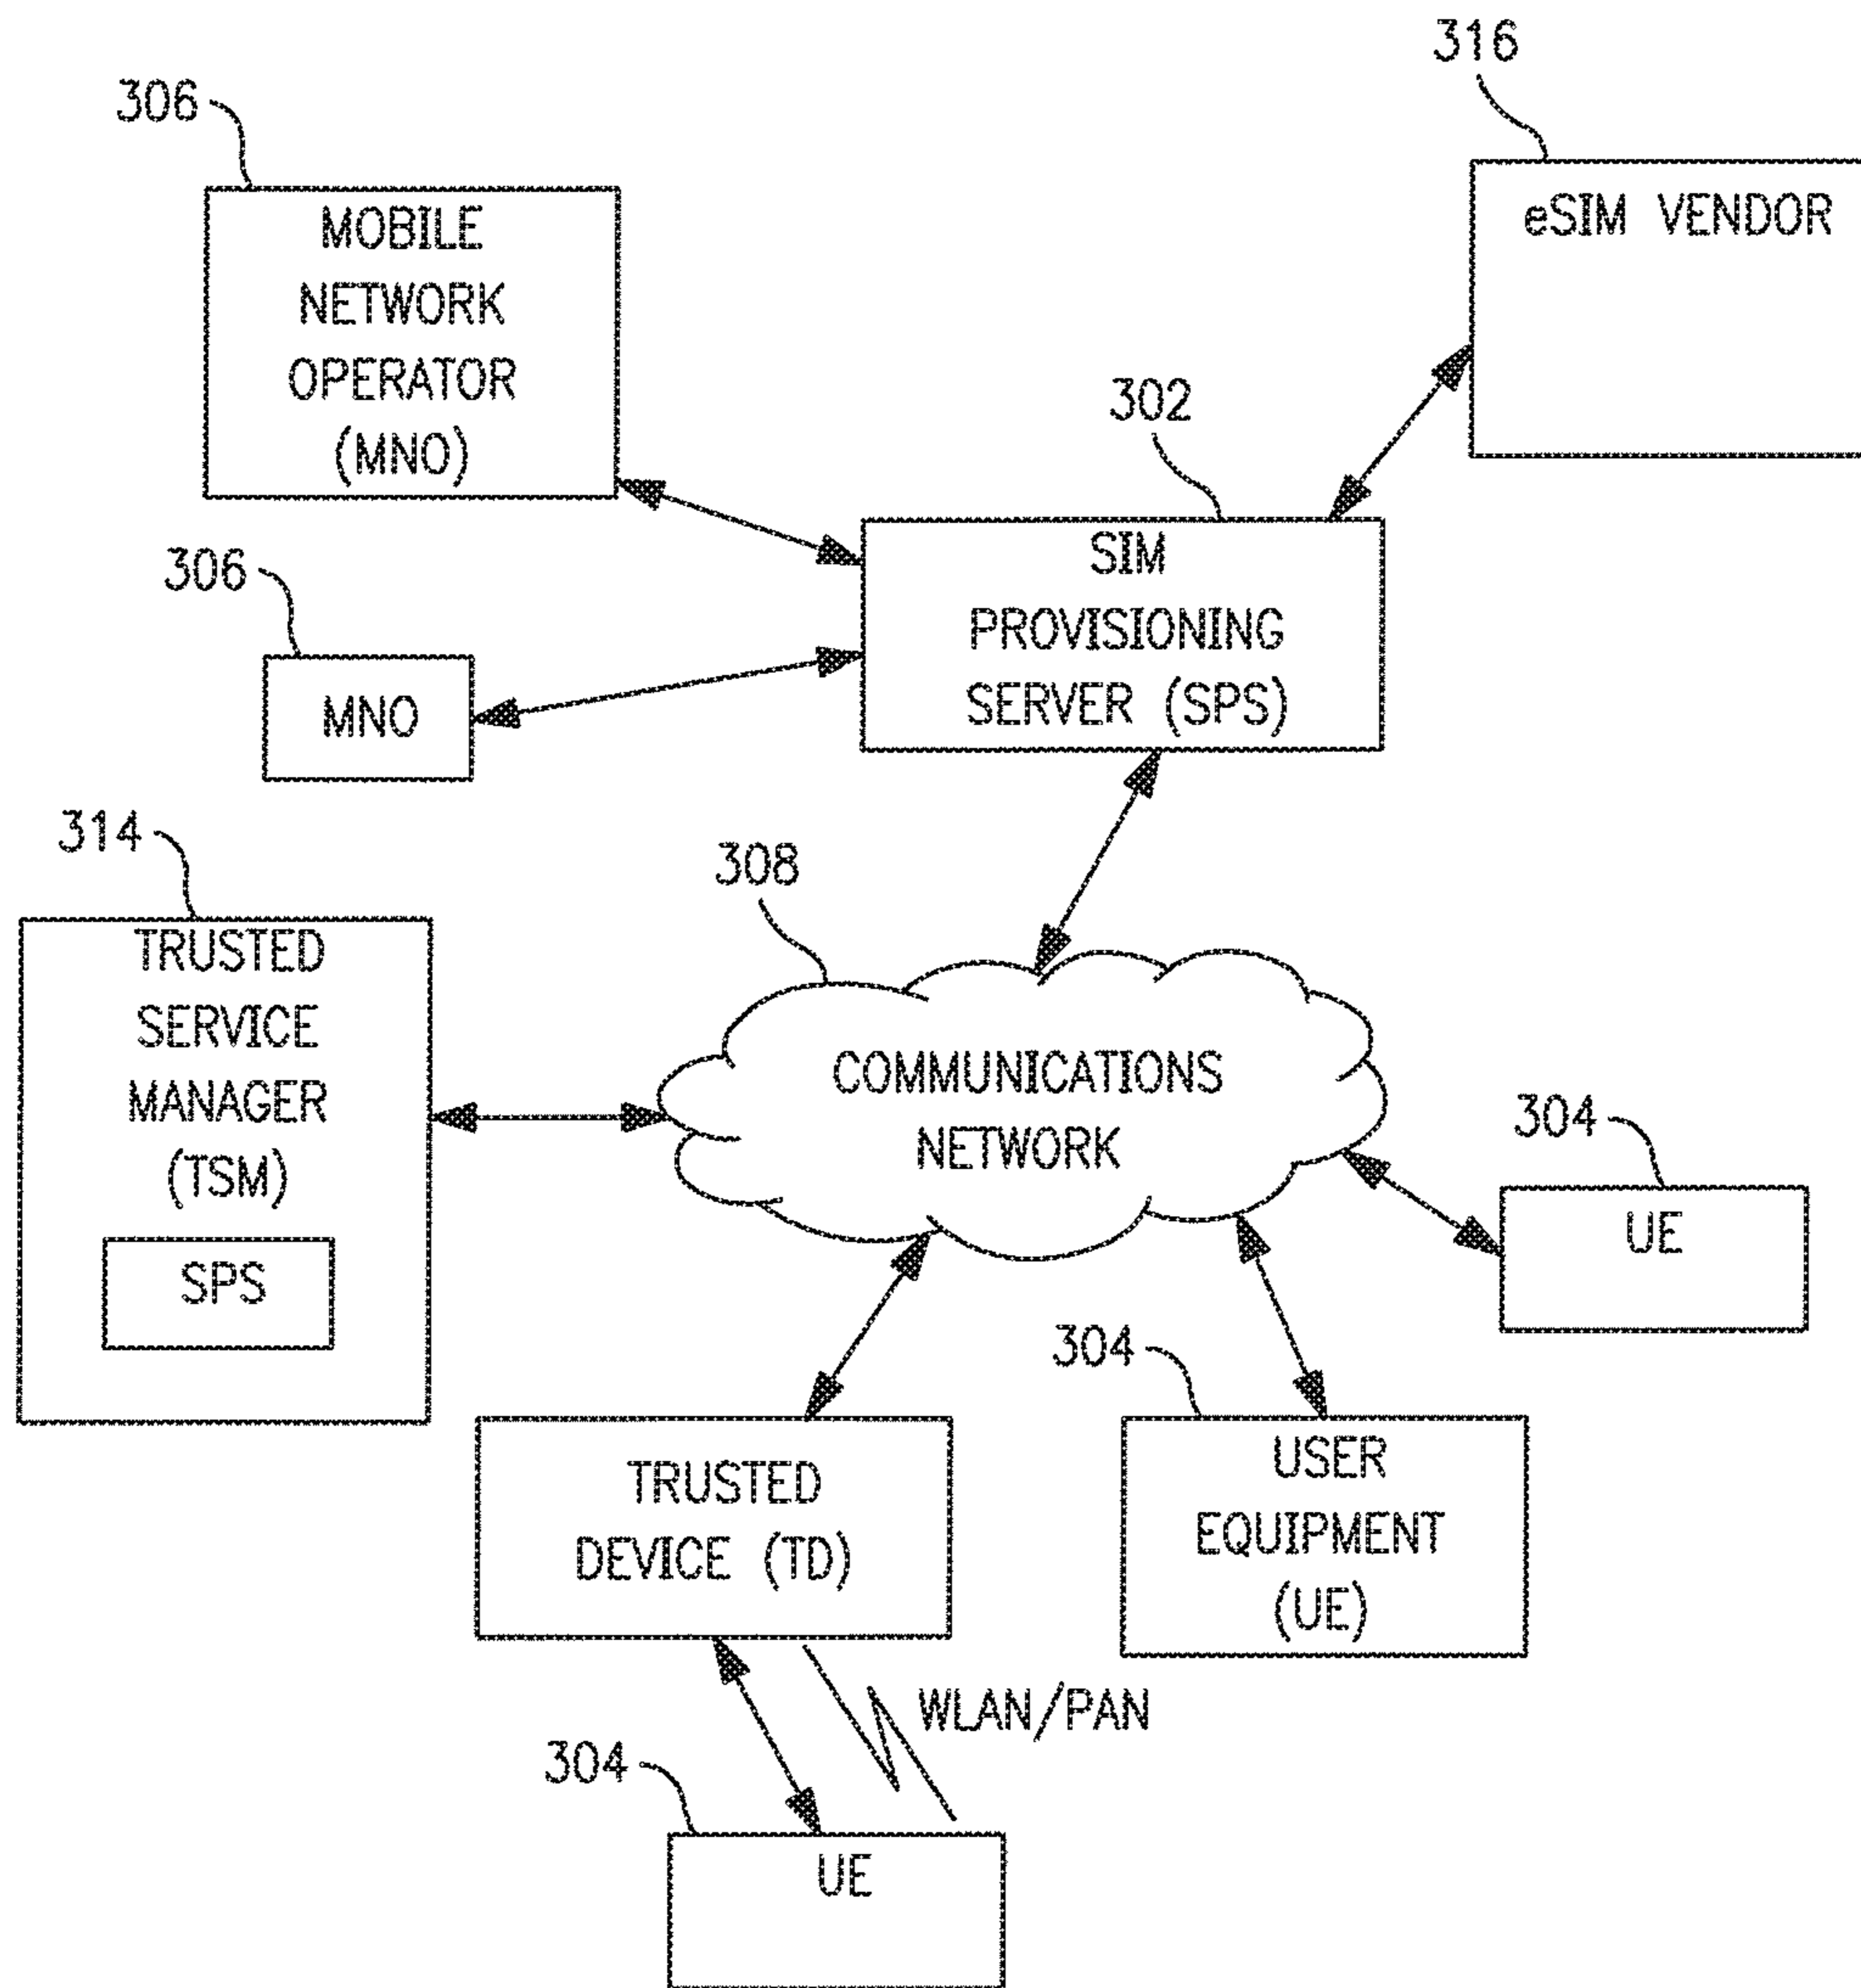 316
306
eSIM VENDOR
MOBILE
NETWORK
OPERATOR
(MNO)
302
306
SIM
PROVISIONING
SERVER (SPS)
MNO
314
308
TRUSTED
SERVICE
MANAGER
(TSM)
SPS
COMMUNICATIONS
NETWORK
304
UE
304
TRUSTED
DEVICE (TD)
USER
EQUIPMENT
(UE)
WLAN/PAN
304
UE